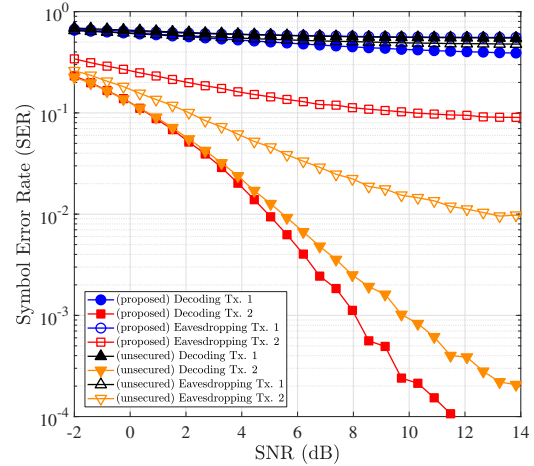 Symbol Error Rate (SER)
10^0
10^-1
10^-2
10^-3
10^-4
(proposed) Decoding Tx. 1
(proposed) Decoding Tx. 2
(proposed) Eavesdropping Tx. 1
(proposed) Eavesdropping Tx. 2
(unsecured) Decoding Tx. 1
(unsecured) Decoding Tx. 2
(unsecured) Eavesdropping Tx. 1
(unsecured) Eavesdropping Tx. 2
-2 0 2 4 6 8 10 12 14
SNR (dB)